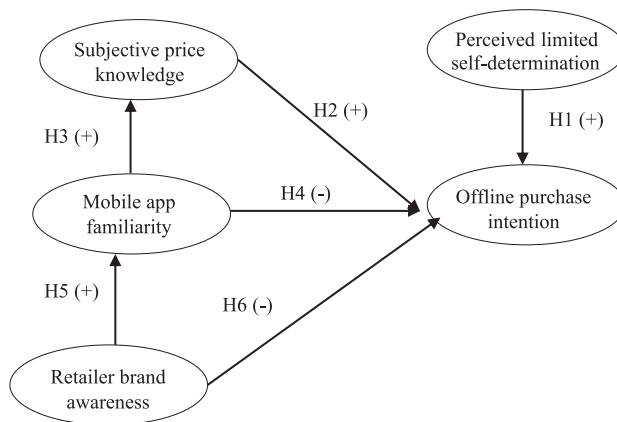 Subjective price
knowledge
Perceived limited
self-determination
H3 (+)
H2 (+)
H1 (+)
Mobile app
familiarity
H4 (-)
Offline purchase
intention
H5 (+)
H6 (-)
Retailer brand
awareness